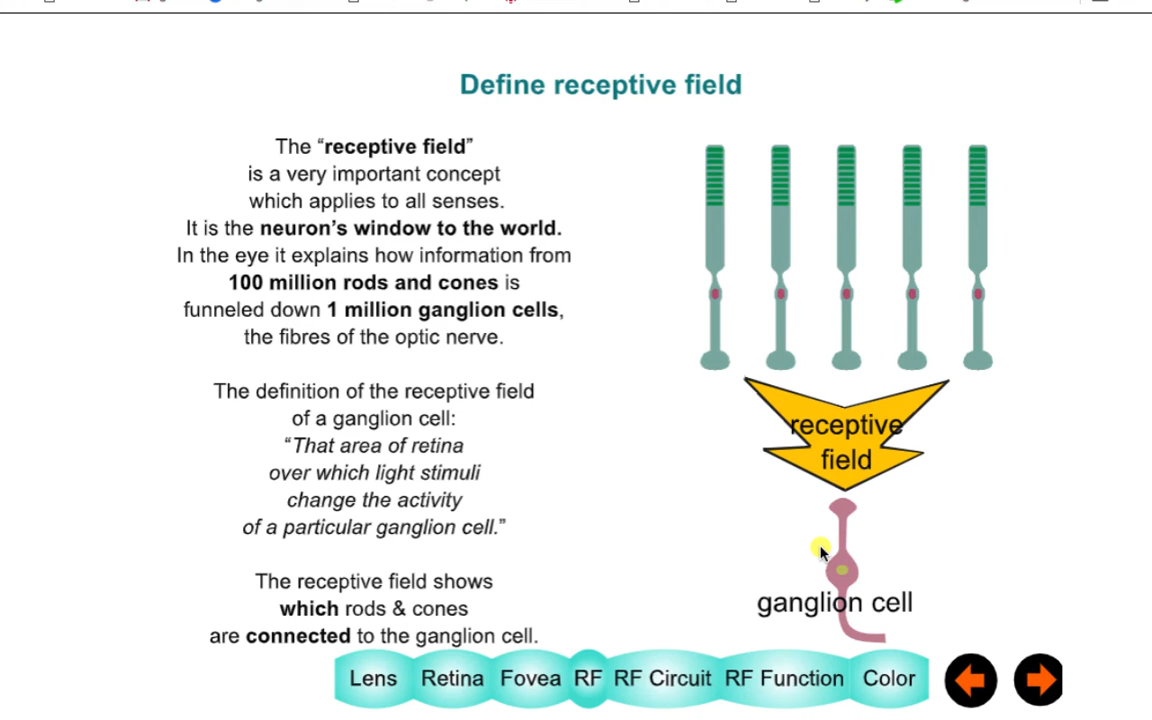 Define receptive field
The “receptive field”
is a very important concept
which applies to all senses.
It is the neuron’s window to the world.
In the eye it explains how information from
100 million rods and cones is
funneled down 1 million ganglion cells,
the fibres of the optic nerve.
The definition of the receptive field
of a ganglion cell:
“That area of retina
over which light stimuli
change the activity
of a particular ganglion cell.”
The receptive field shows
which rods & cones
are connected to the ganglion cell.
receptive
field
ganglion cell
Lens Retina Fovea RF RF Circuit RF Function Color